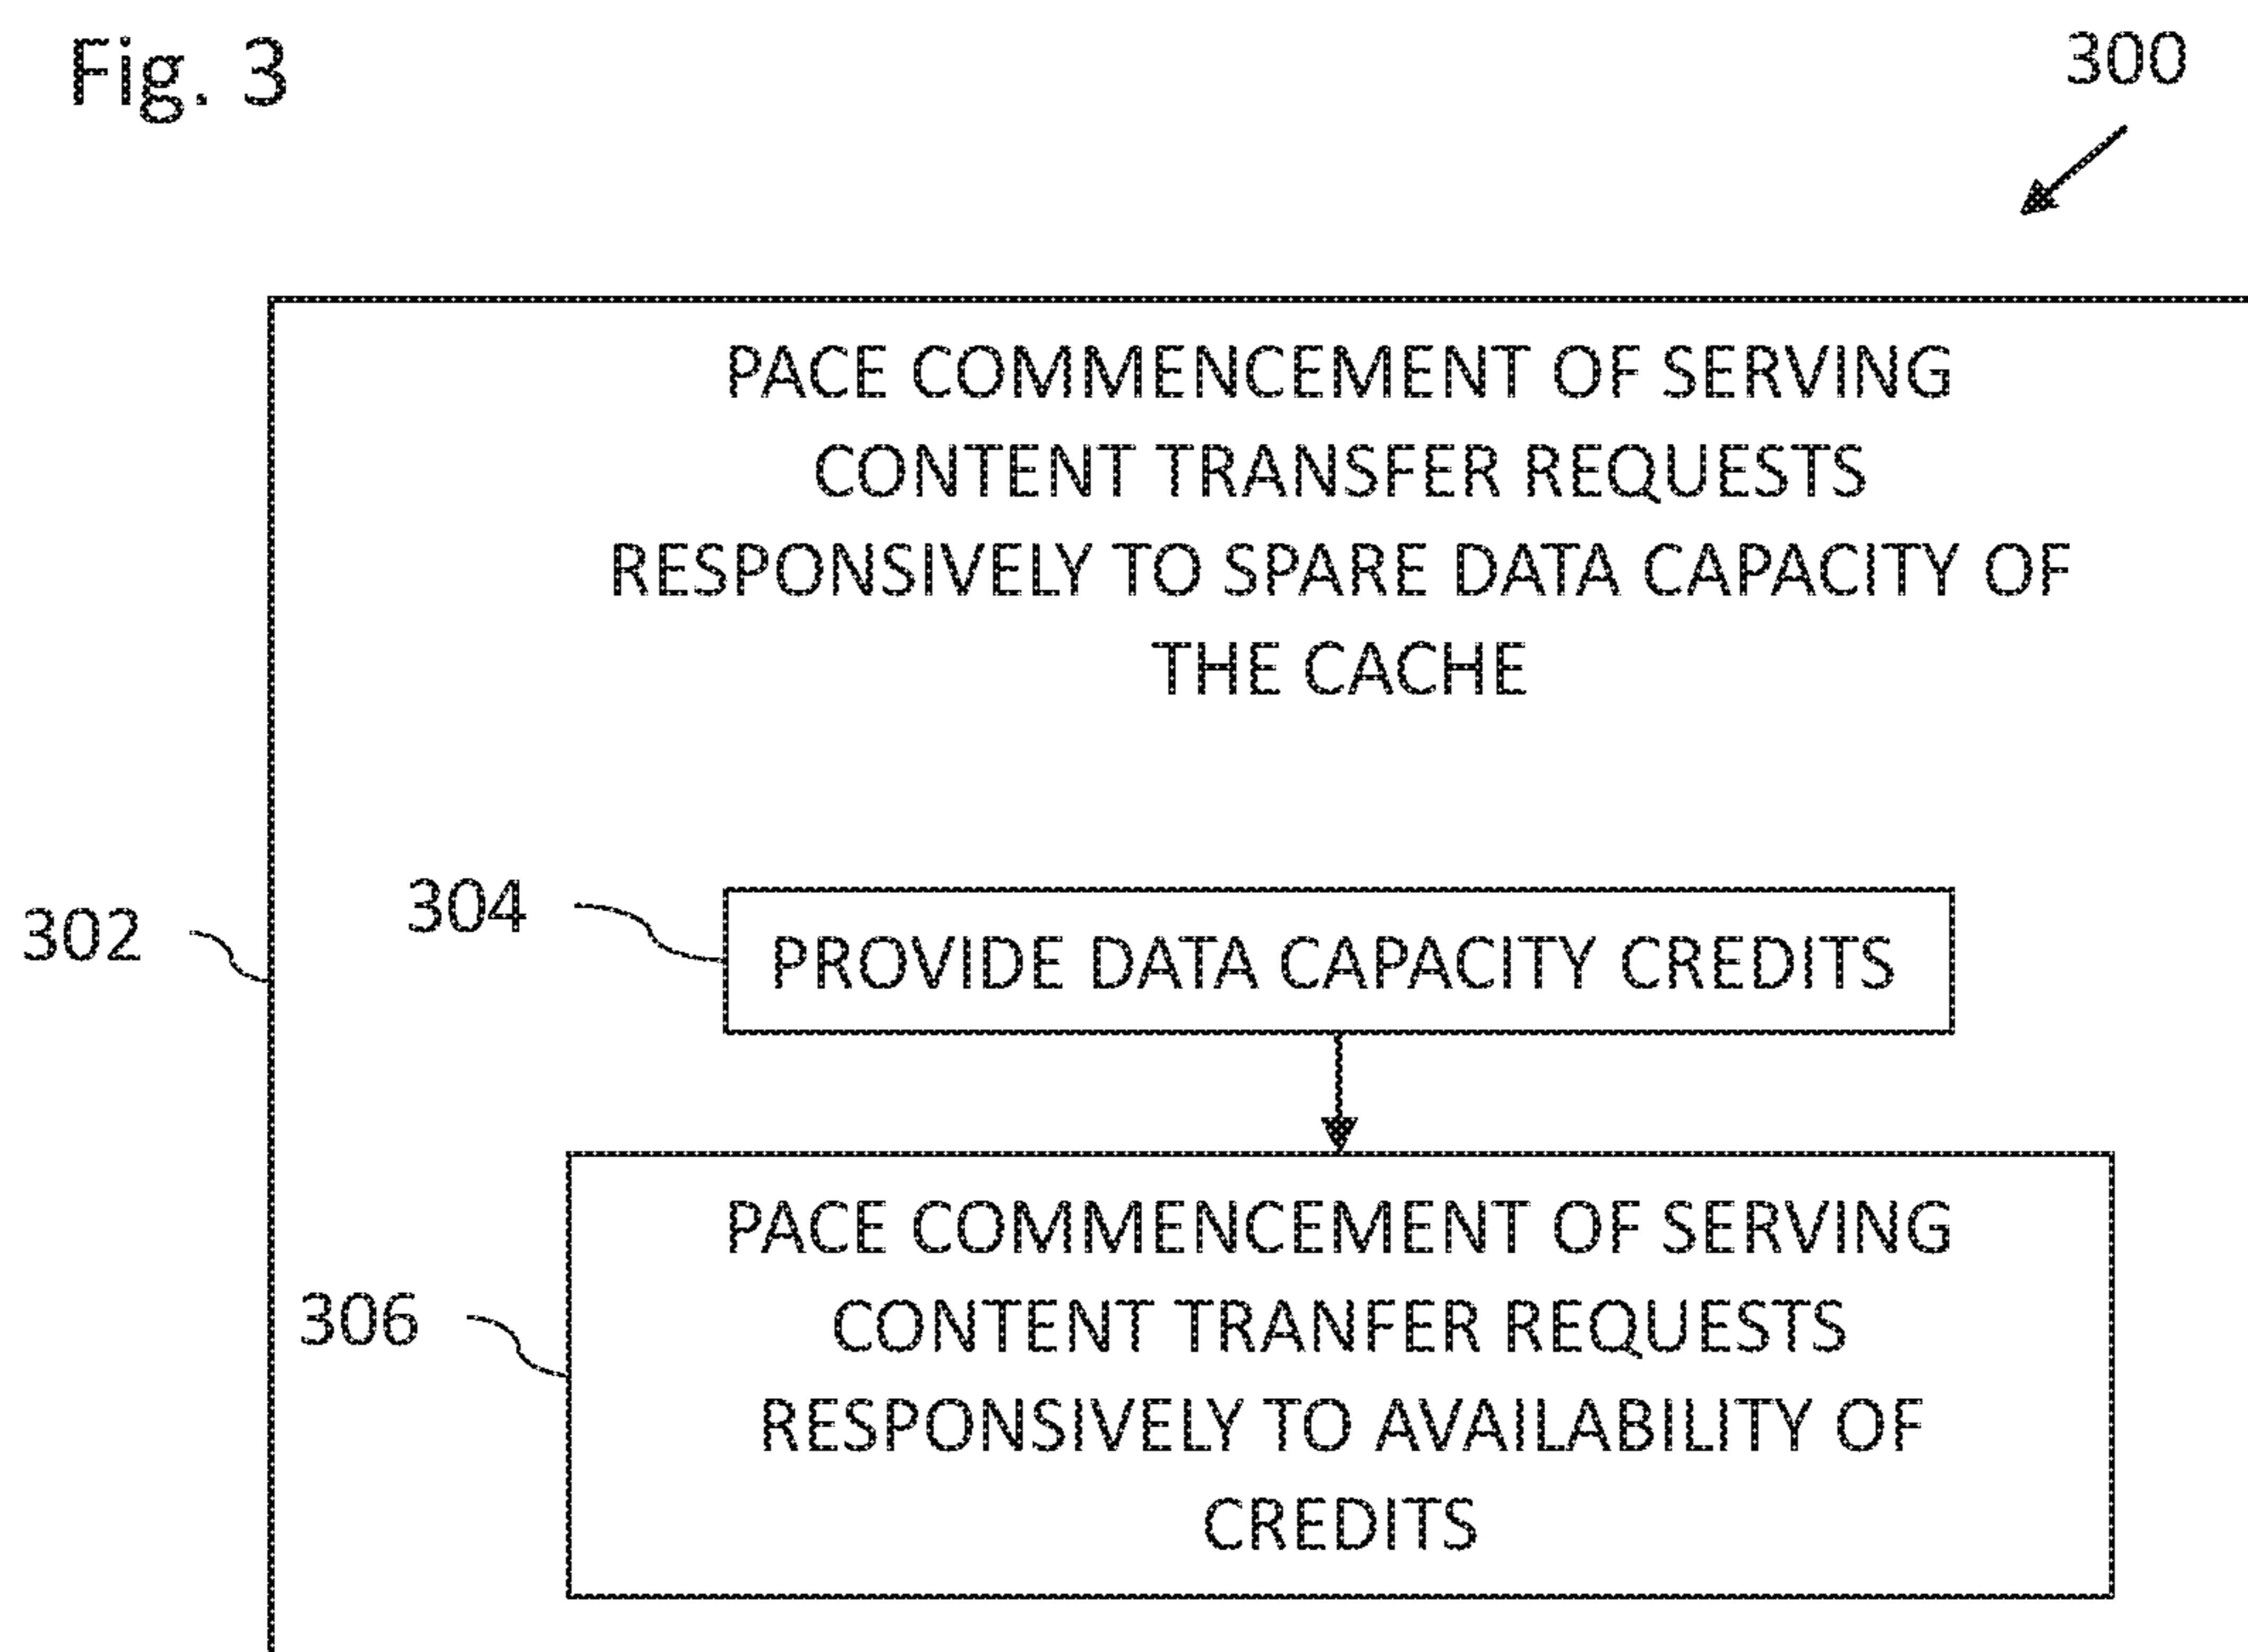 Fig. 3
300
PACE COMMENCEMENT OF SERVING
CONTENT TRANSFER REQUESTS
RESPONSIVELY TO SPARE DATA CAPACITY OF
THE CACHE
302
304
PROVIDE DATA CAPACITY CREDITS
306
PACE COMMENCEMENT OF SERVING
CONTENT TRANFER REQUESTS
RESPONSIVELY TO AVAILABILITY OF
CREDITS